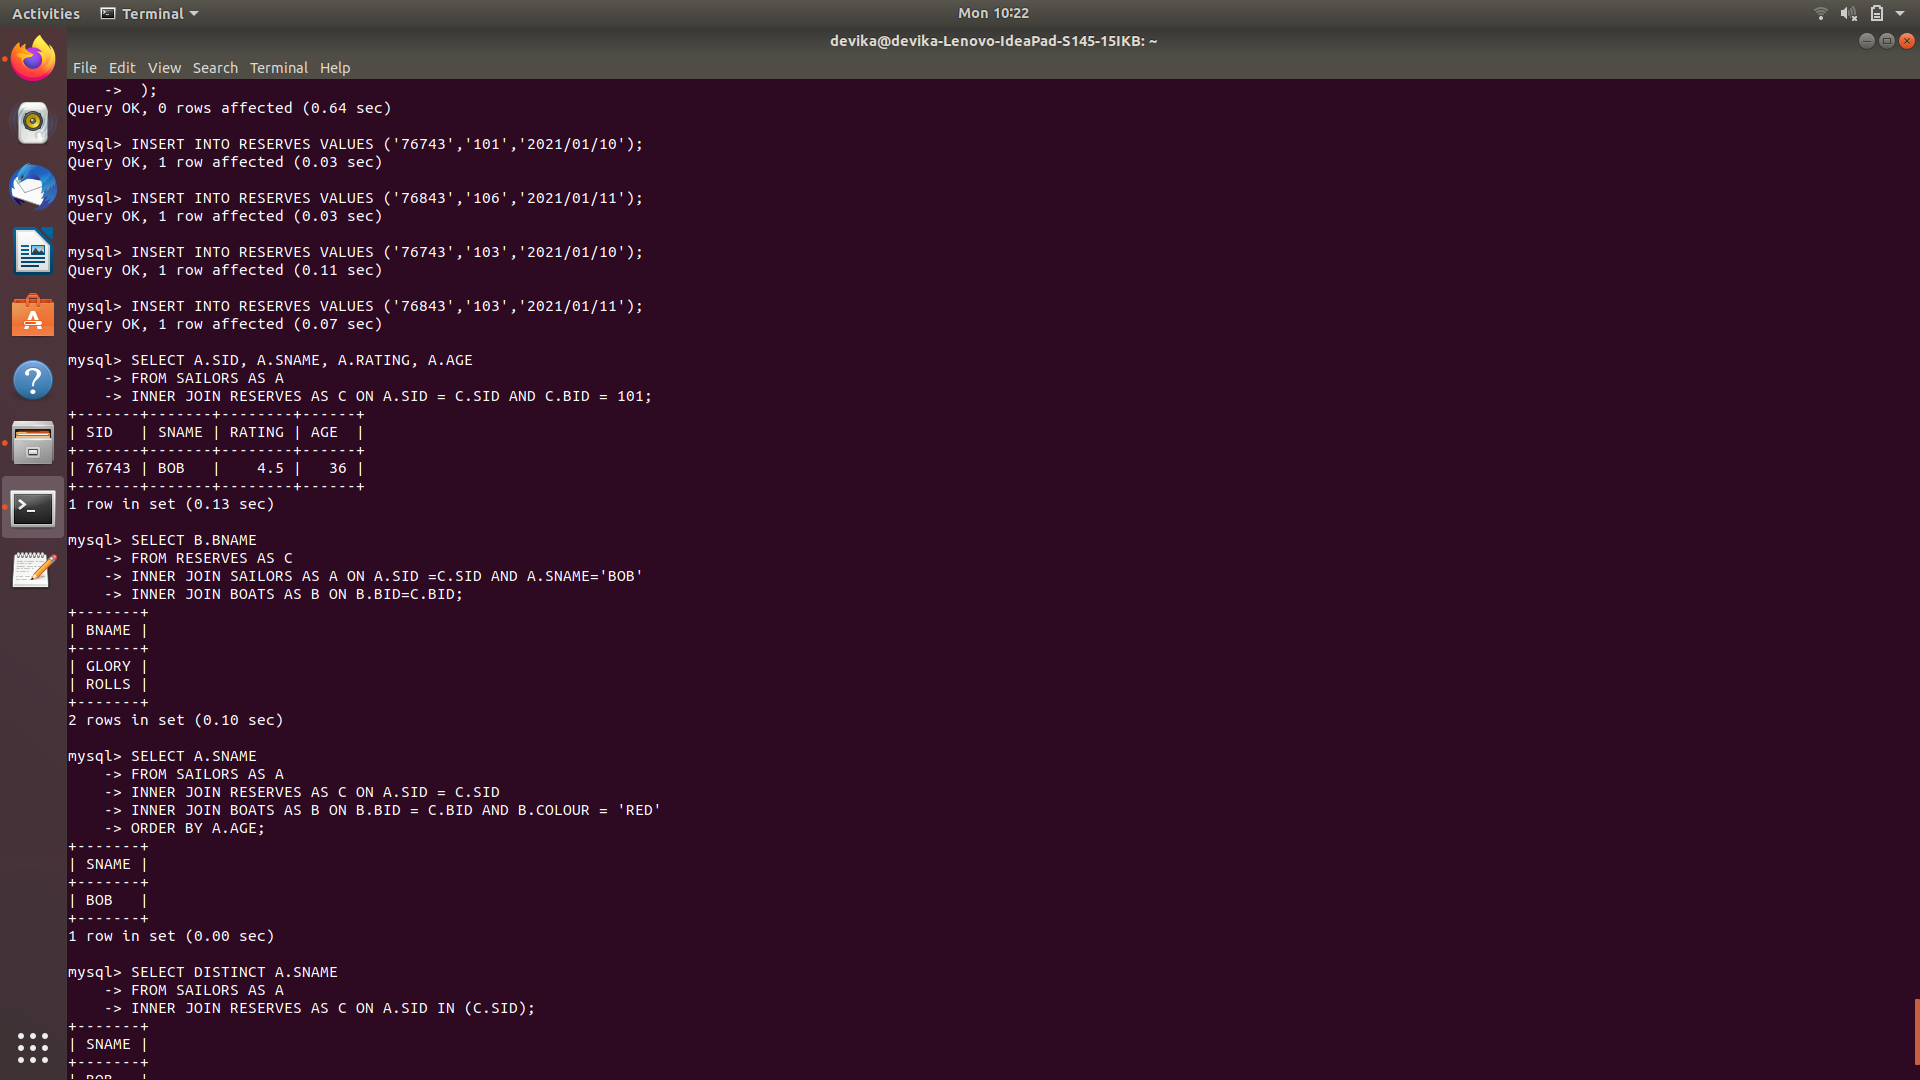 Activities Terminal Mon 10:22
devika@devika-Lenovo-IdeaPad-S145-15IKB: ~
File Edit View Search Terminal Help
    ->  );
Query OK, 0 rows affected (0.64 sec)
mysql> INSERT INTO RESERVES VALUES ('76743','101','2021/01/10');
Query OK, 1 row affected (0.03 sec)
mysql> INSERT INTO RESERVES VALUES ('76843','106','2021/01/11');
Query OK, 1 row affected (0.03 sec)
mysql> INSERT INTO RESERVES VALUES ('76743','103','2021/01/10');
Query OK, 1 row affected (0.11 sec)
mysql> INSERT INTO RESERVES VALUES ('76843','103','2021/01/11');
Query OK, 1 row affected (0.07 sec)
mysql> SELECT A.SID, A.SNAME, A.RATING, A.AGE
    -> FROM SAILORS AS A
    -> INNER JOIN RESERVES AS C ON A.SID = C.SID AND C.BID = 101;
+-------+-------+--------+------+
| SID   | SNAME | RATING | AGE  |
+-------+-------+--------+------+
| 76743 | BOB   |    4.5 |   36 |
+-------+-------+--------+------+
1 row in set (0.13 sec)
mysql> SELECT B.BNAME
    -> FROM RESERVES AS C
    -> INNER JOIN SAILORS AS A ON A.SID =C.SID AND A.SNAME='BOB'
    -> INNER JOIN BOATS AS B ON B.BID=C.BID;
+-------+
| BNAME |
+-------+
| GLORY |
| ROLLS |
+-------+
2 rows in set (0.10 sec)
mysql> SELECT A.SNAME
    -> FROM SAILORS AS A
    -> INNER JOIN RESERVES AS C ON A.SID = C.SID
    -> INNER JOIN BOATS AS B ON B.BID = C.BID AND B.COLOUR = 'RED'
    -> ORDER BY A.AGE;
+-------+
| SNAME |
+-------+
| BOB   |
+-------+
1 row in set (0.00 sec)
mysql> SELECT DISTINCT A.SNAME
    -> FROM SAILORS AS A
    -> INNER JOIN RESERVES AS C ON A.SID IN (C.SID);
+-------+
| SNAME |
+-------+
| BOB   |